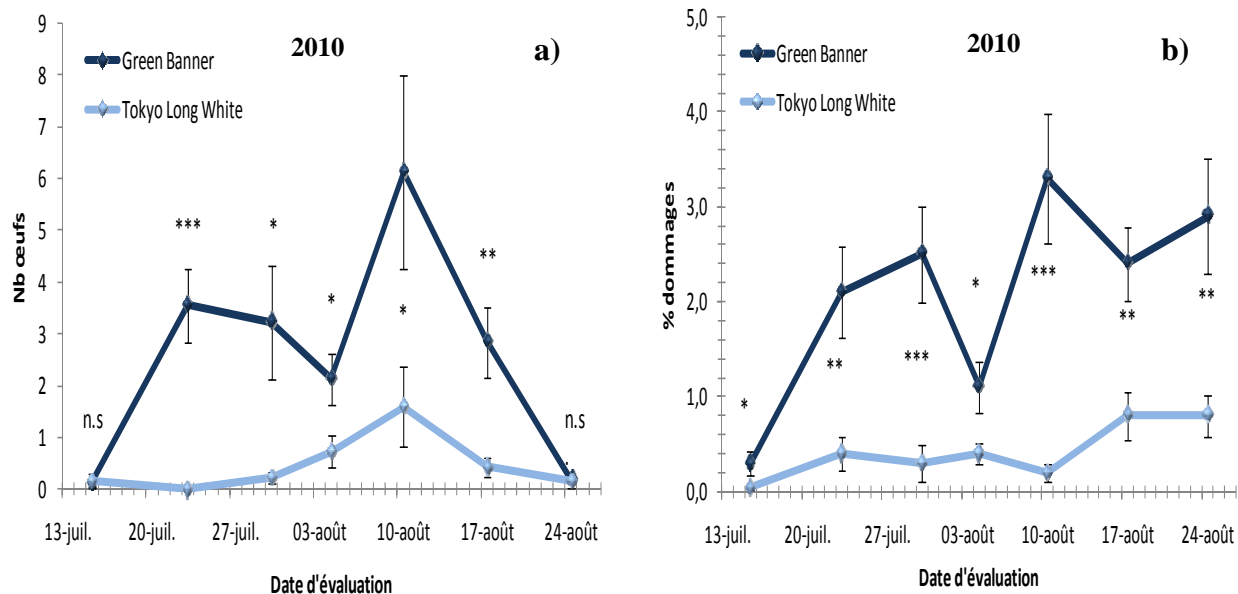 2010
a)
Green Banner
Tokyo Long White
Nb œufs
9
8
7
6
5
4
3
2
1
0
***
*
*
*
**
n.s
n.s
13-juil.
20-juil.
27-juil.
03-août
10-août
17-août
24-août
Date d'évaluation
2010
b)
Green Banner
Tokyo Long White
% dommages
5,0
4,0
3,0
2,0
1,0
0,0
*
**
***
*
***
**
**
13-juil.
20-juil.
27-juil.
03-août
10-août
17-août
24-août
Date d'évaluation